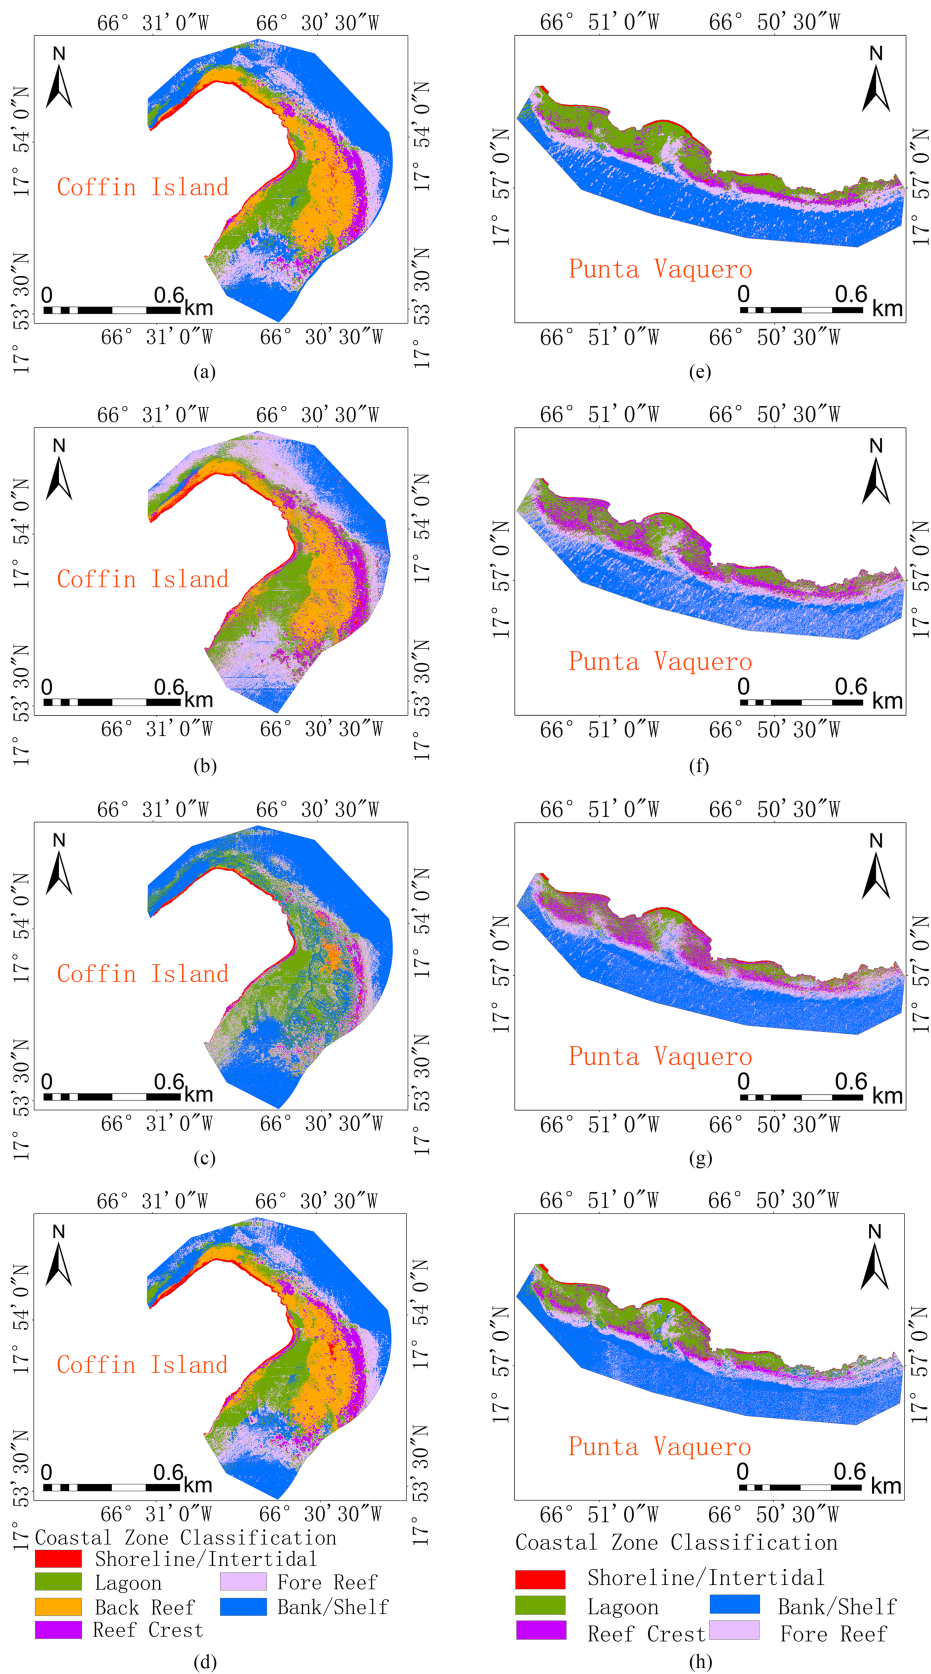 66° 31′ 0″W 66° 30′ 30″W
N
17° 54′ 0″N
17° 54′ 0″N
Coffin Island
0 0.6 km
17° 53′ 30″N
17° 53′ 30″N
66° 31′ 0″W 66° 30′ 30″W
(a)
66° 51′ 0″W 66° 50′ 30″W
N
17° 57′ 0″N
17° 57′ 0″N
Punta Vaquero
0 0.6 km
66° 51′ 0″W 66° 50′ 30″W
(e)
66° 31′ 0″W 66° 30′ 30″W
N
17° 54′ 0″N
17° 54′ 0″N
Coffin Island
0 0.6 km
17° 53′ 30″N
17° 53′ 30″N
66° 31′ 0″W 66° 30′ 30″W
(b)
66° 51′ 0″W 66° 50′ 30″W
N
17° 57′ 0″N
17° 57′ 0″N
Punta Vaquero
0 0.6 km
66° 51′ 0″W 66° 50′ 30″W
(f)
66° 31′ 0″W 66° 30′ 30″W
N
17° 54′ 0″N
17° 54′ 0″N
Coffin Island
0 0.6 km
17° 53′ 30″N
17° 53′ 30″N
66° 31′ 0″W 66° 30′ 30″W
(c)
66° 51′ 0″W 66° 50′ 30″W
N
17° 57′ 0″N
17° 57′ 0″N
Punta Vaquero
0 0.6 km
66° 51′ 0″W 66° 50′ 30″W
(g)
66° 31′ 0″W 66° 30′ 30″W
N
17° 54′ 0″N
17° 54′ 0″N
Coffin Island
0 0.6 km
17° 53′ 30″N
17° 53′ 30″N
66° 31′ 0″W 66° 30′ 30″W
Coastal Zone Classification
Shoreline/Intertidal
Lagoon Fore Reef
Back Reef Bank/Shelf
Reef Crest
(d)
66° 51′ 0″W 66° 50′ 30″W
N
17° 57′ 0″N
17° 57′ 0″N
Punta Vaquero
0 0.6 km
66° 51′ 0″W 66° 50′ 30″W
Coastal Zone Classification
Shoreline/Intertidal
Lagoon Bank/Shelf
Reef Crest Fore Reef
(h)